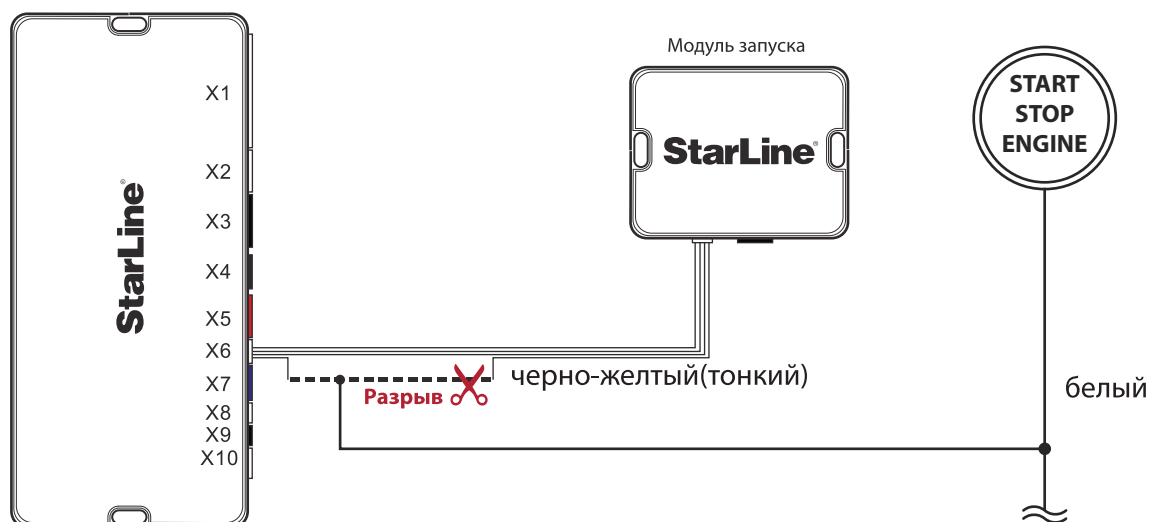 StarLine®
X1
X2
X3
X4
X5
X6
X7
X8
X9
X10
Модуль запуска
StarLine®
START
STOP
ENGINE
черно-желтый(тонкий)
Разрыв
белый